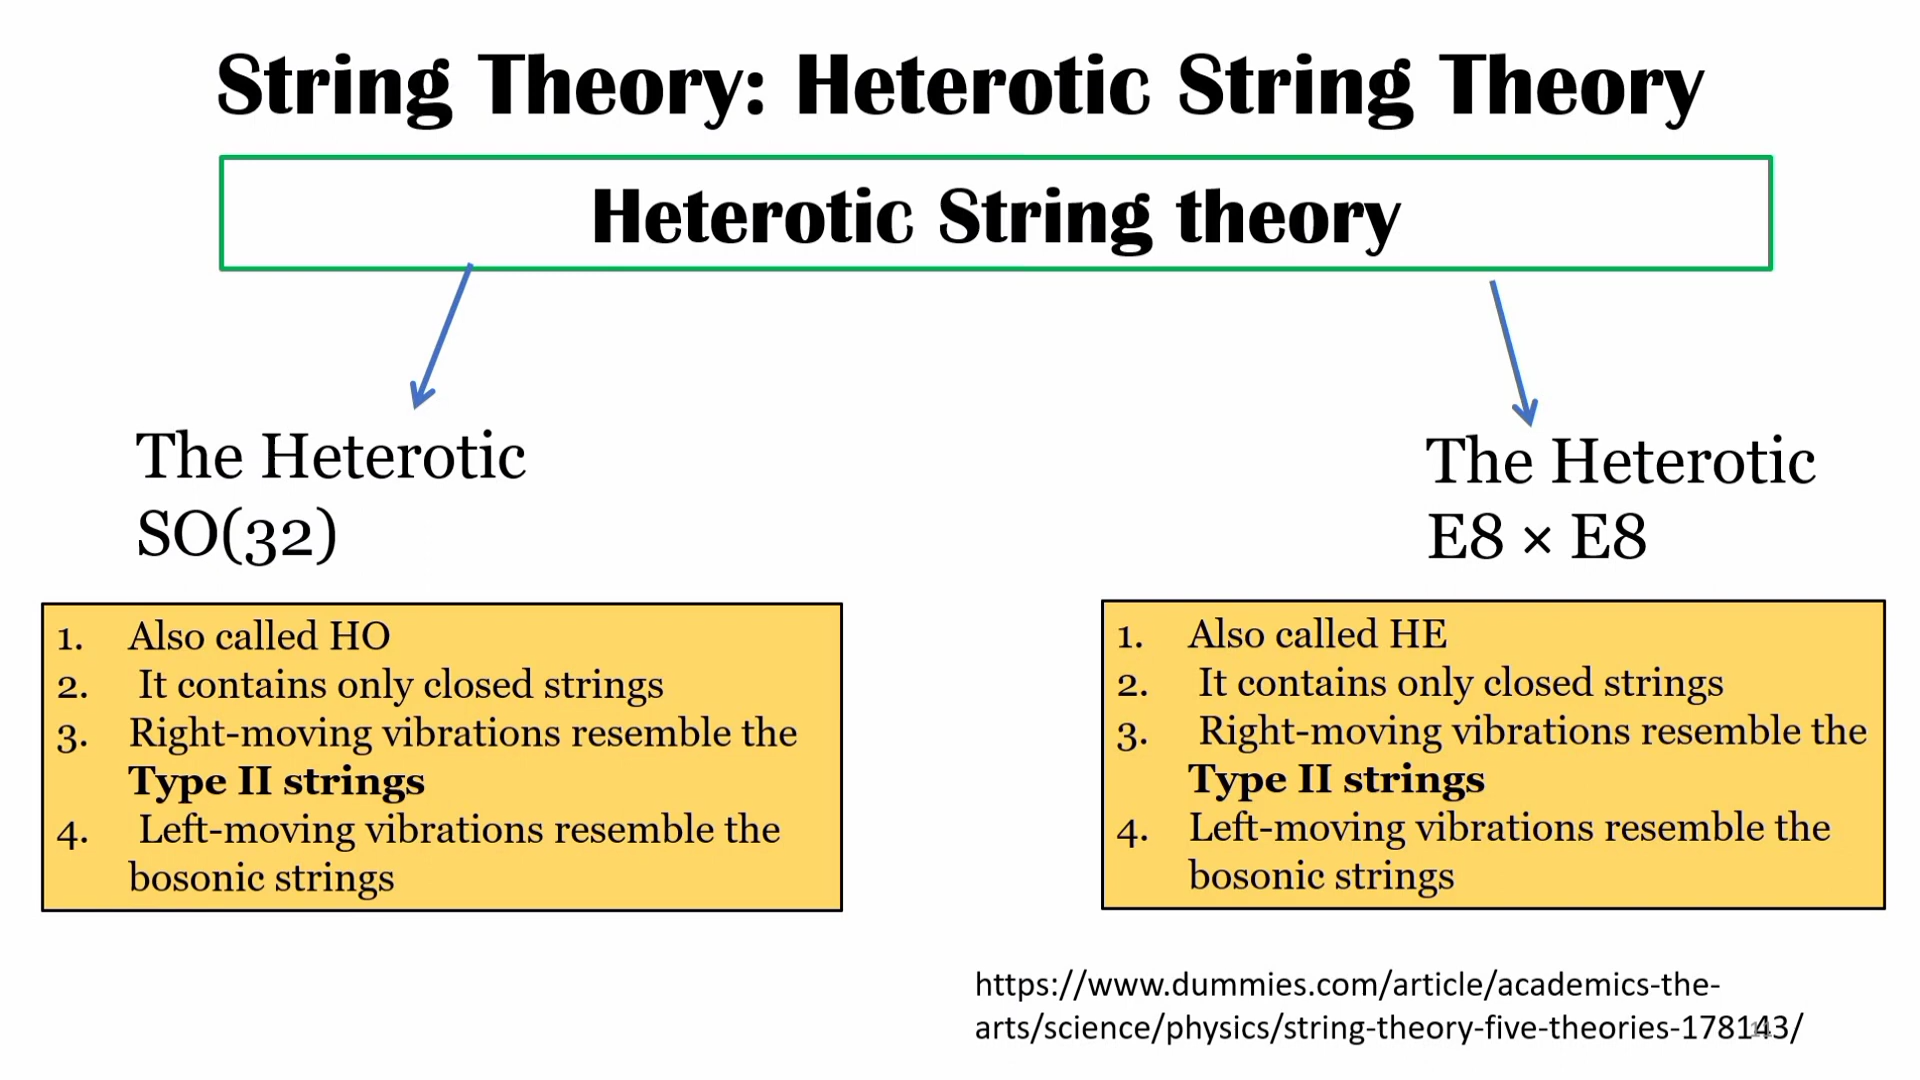 String Theory: Heterotic String Theory
Heterotic String theory
The Heterotic
SO(32)
1. Also called HO
2. It contains only closed strings
3. Right-moving vibrations resemble the
Type II strings
4. Left-moving vibrations resemble the
bosonic strings
The Heterotic
E8 × E8
1. Also called HE
2. It contains only closed strings
3. Right-moving vibrations resemble the
Type II strings
4. Left-moving vibrations resemble the
bosonic strings
https://www.dummies.com/article/academics-the-
arts/science/physics/string-theory-five-theories-178143/